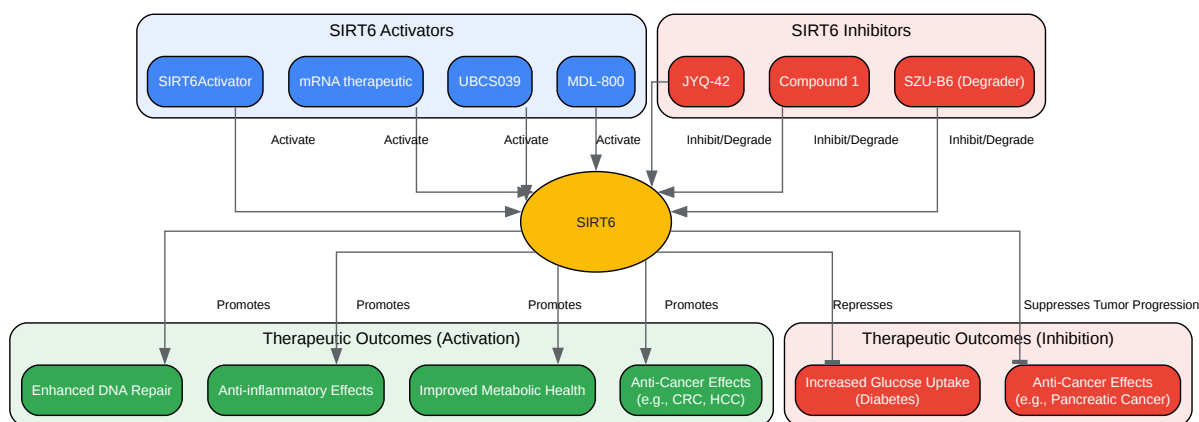 SIRT6 Activators
SIRT6 Inhibitors
SIRT6Activator
mRNA therapeutic
UBCS039
MDL-800
JYQ-42
Compound 1
SZU-B6 (Degrader)
Activate
Activate
Activate
Activate
Inhibit/Degrade
Inhibit/Degrade
Inhibit/Degrade
SIRT6
Promotes
Promotes
Promotes
Promotes
Represses
Suppresses Tumor Progression
Therapeutic Outcomes (Activation)
Therapeutic Outcomes (Inhibition)
Enhanced DNA Repair
Anti-inflammatory Effects
Improved Metabolic Health
Anti-Cancer Effects
(e.g., CRC, HCC)
Increased Glucose Uptake
(Diabetes)
Anti-Cancer Effects
(e.g., Pancreatic Cancer)